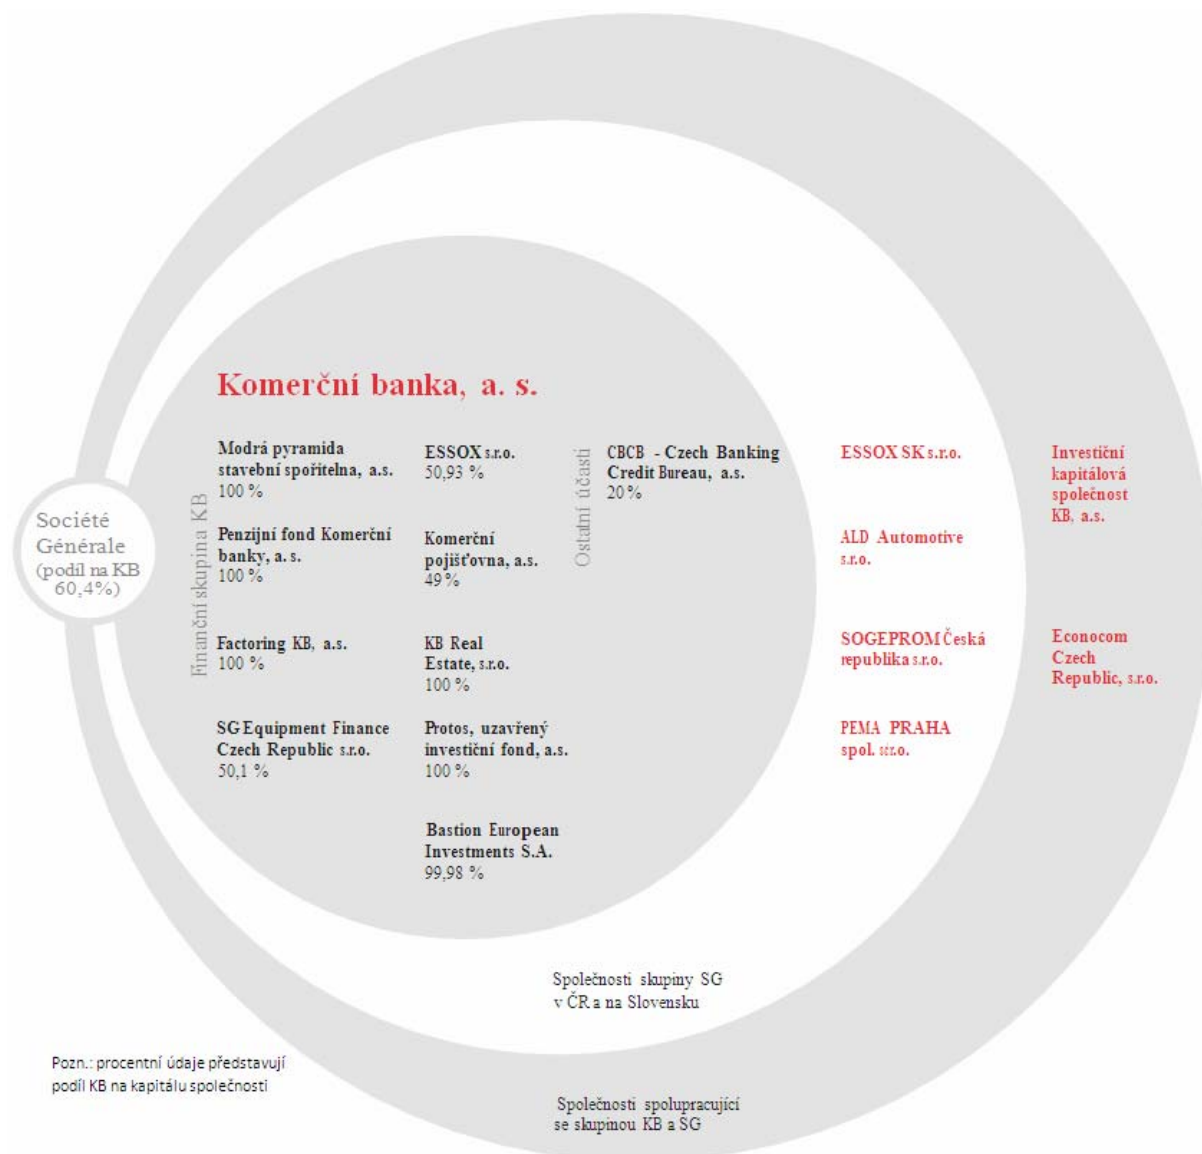 Komerční banka, a. s.
Société
Générale
(podíl na KB
60,4%)
Finanční skupina KB
Modrá pyramida
stavební spořitelna, a.s.
100 %
Penzijní fond Komerční
banky, a. s.
100 %
Factoring KB, a.s.
100 %
SG Equipment Finance
Czech Republic s.r.o.
50,1 %
ESSOX s.r.o.
50,93 %
Komerční
pojišťovna, a.s.
49 %
KB Real
Estate, s.r.o.
100 %
Protos, uzavřený
investiční fond, a.s.
100 %
Bastion European
Investments S.A.
99,98 %
Ostatní účasti
CBCB - Czech Banking
Credit Bureau, a.s.
20 %
ESSOX SK s.r.o.
ALD Automotive
s.r.o.
SOGEPROM Česká
republika s.r.o.
PEMA PRAHA
spol.
Investiční
kapitálová
společnost
KB, a.s.
Econocom
Czech
Republic, s.r.o.
Společnosti skupiny SG
v ČR a na Slovensku
Společnosti spolupracující
se skupinou KB a SG
Pozn.: procentní údaje představují
podíl KB na kapitálu společnosti